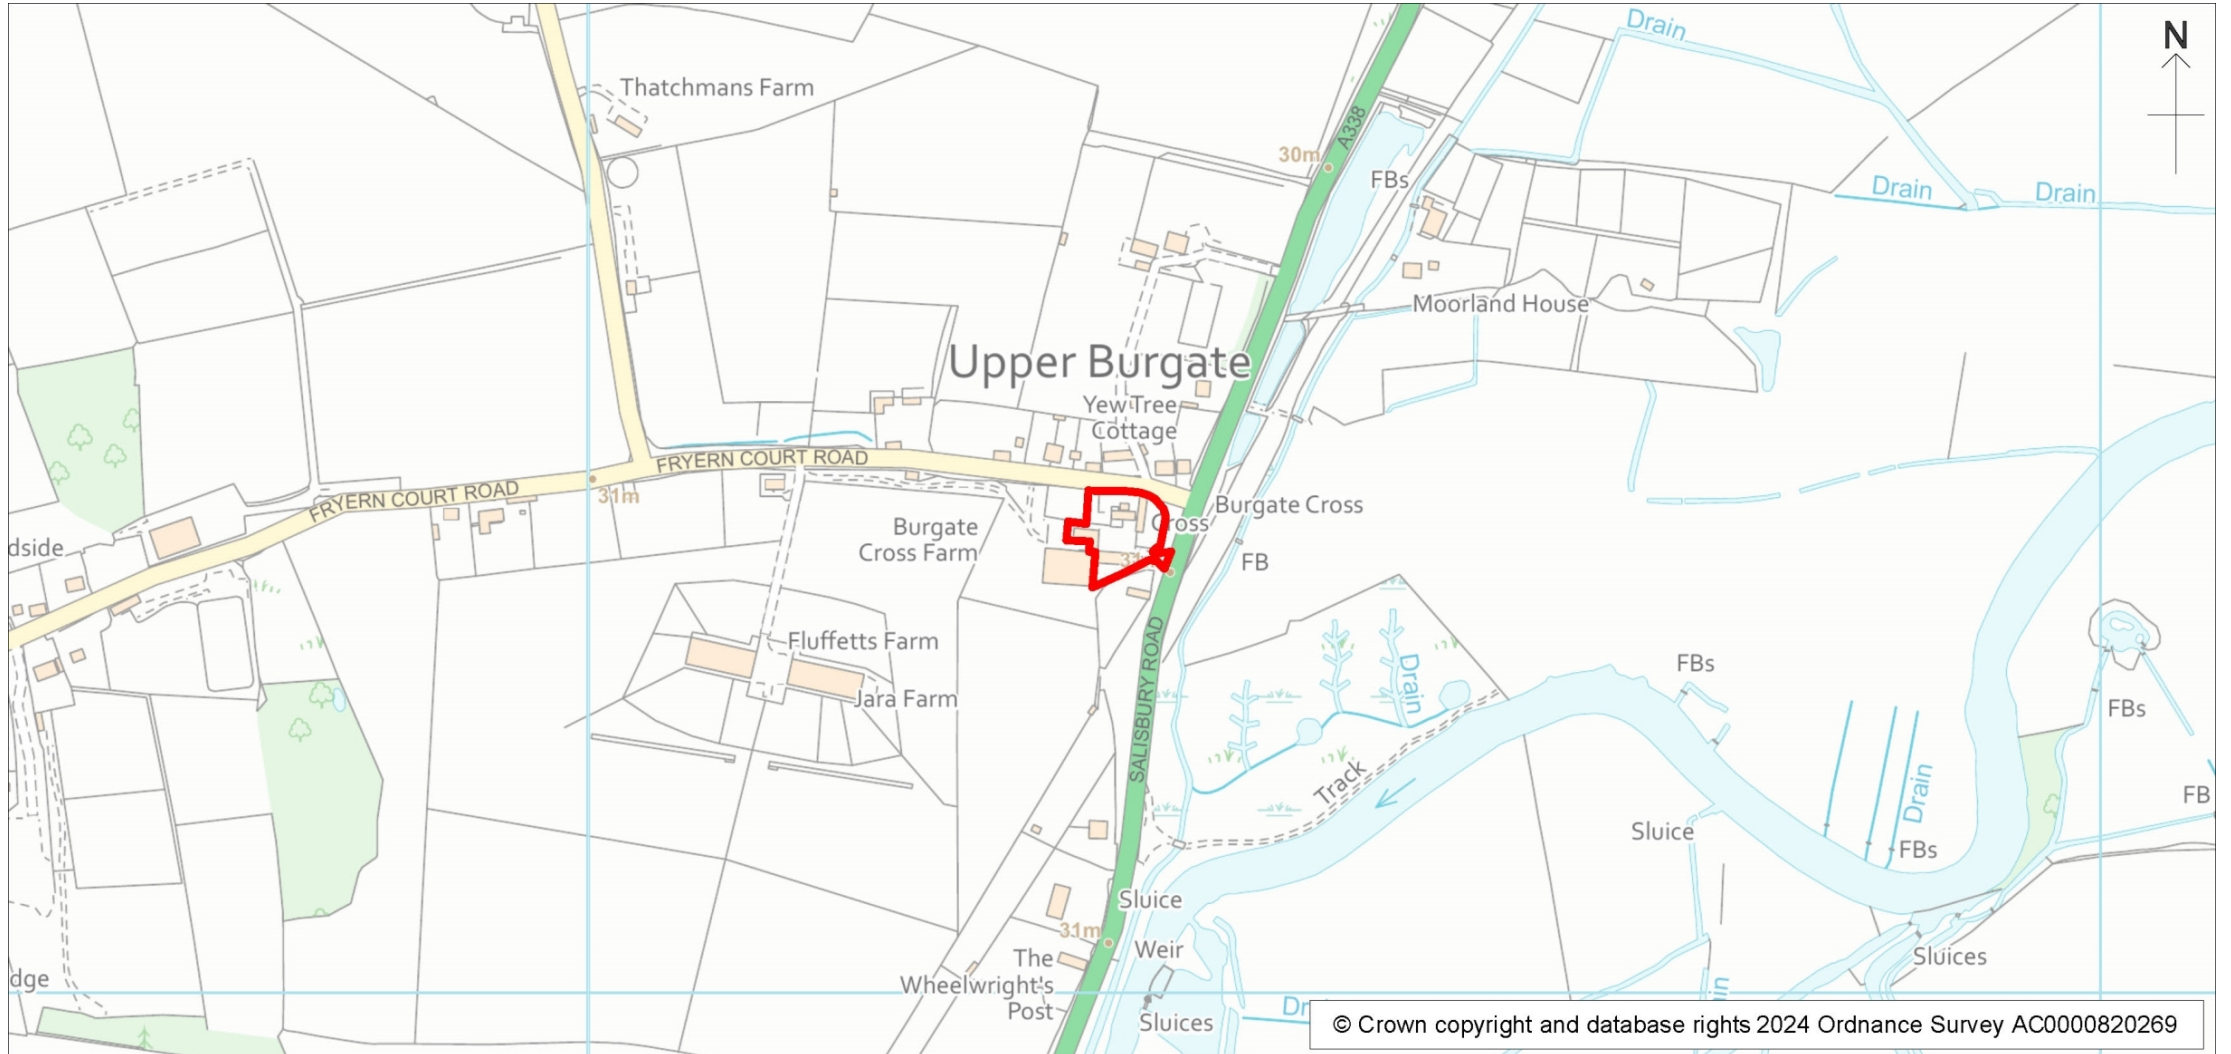 Drain
N
Thatchmans Farm
A338
30m
FBs
Drain
Drain
Moorland House
Upper Burgate
Yew Tree
Cottage
FRYERN COURT ROAD
FRYERN COURT ROAD
31m
Burgate Cross
Cross
Burgate
Cross Farm
dside
FB
Fluffetts Farm
Jara Farm
SALISBURY ROAD
Drain
FBs
FBs
Track
Drain
FB
Sluice
FBs
Sluice
31m
Weir
The
Wheelwright's
Post
Sluices
dge
Sluices
© Crown copyright and database rights 2024 Ordnance Survey AC0000820269